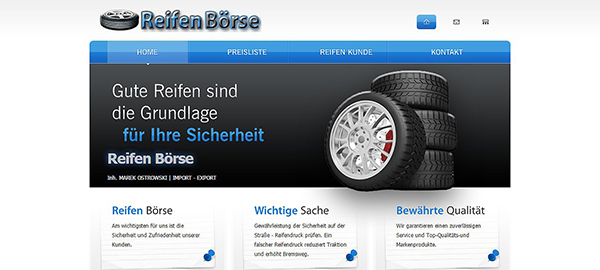 Reifen Börse
HOME PREISLISTE REIFEN KUNDE KONTAKT
Gute Reifen sind
die Grundlage
für Ihre Sicherheit
Reifen Börse
Inh. MAREK OSTROWSKI | IMPORT - EXPORT
Reifen Börse
Am wichtigsten für uns ist die
Sicherheit und Zufriedenheit unserer
Kunden.
Wichtige Sache
Gewährleistung der Sicherheit auf der
Straße - Reifendruck prüfen. Ein
falscher Reifendruck reduziert Traktion
und erhöht Bremsweg.
Bewährte Qualität
Wir garantieren einen zuverlässigen
Service und Top-Qualitäts-und
Markenprodukte.